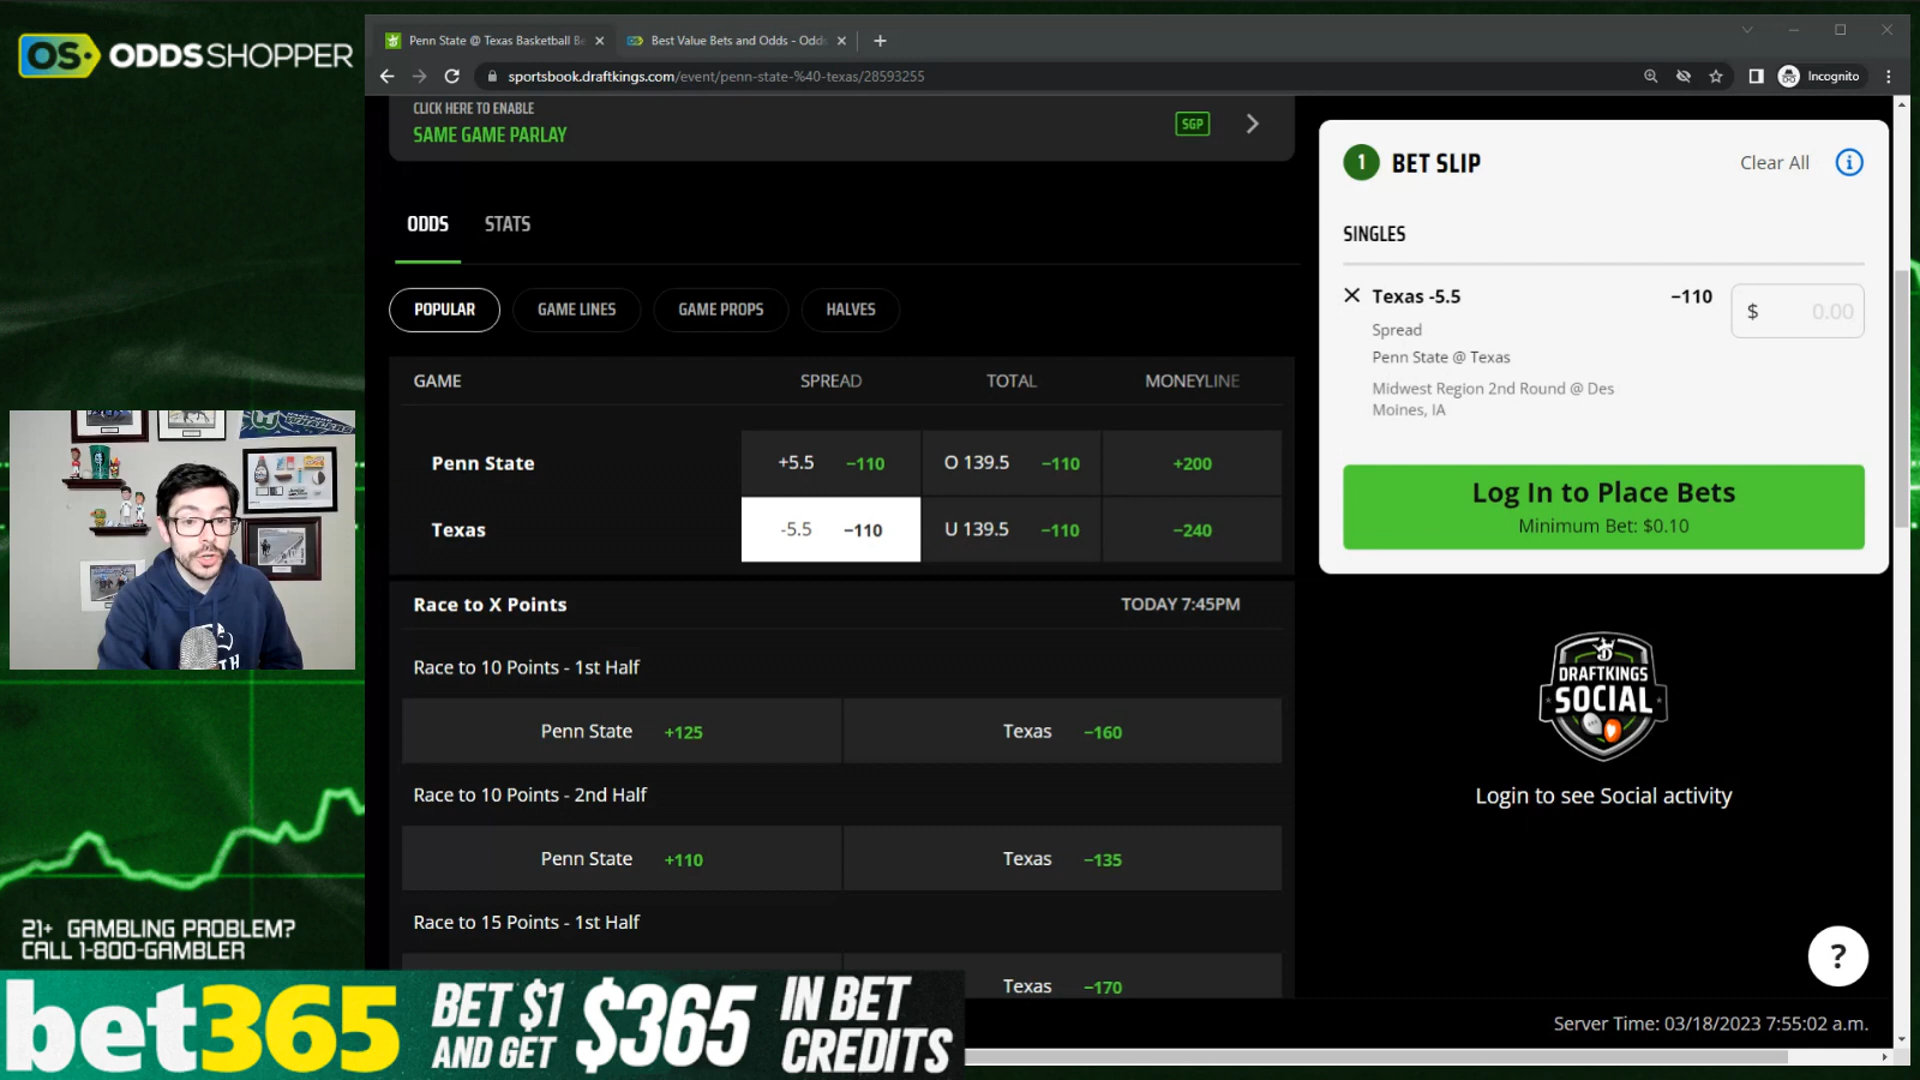 OS ODDSSHOPPER
Penn State @ Texas Basketball Be
Best Value Bets and Odds - Odds
sportsbook.draftkings.com/event/penn-state-%40-texas/28593255
Incognito
CLICK HERE TO ENABLE
SAME GAME PARLAY
SGP
ODDS STATS
POPULAR GAME LINES GAME PROPS HALVES
GAME SPREAD TOTAL MONEYLINE
Penn State +5.5 −110 O 139.5 −110 +200
Texas -5.5 −110 U 139.5 −110 −240
Race to X Points TODAY 7:45PM
Race to 10 Points - 1st Half
Penn State +125 Texas −160
Race to 10 Points - 2nd Half
Penn State +110 Texas −135
Race to 15 Points - 1st Half
Texas −170
1 BET SLIP Clear All i
SINGLES
Texas -5.5 −110 $ 0.00
Spread
Penn State @ Texas
Midwest Region 2nd Round @ Des
Moines, IA
Log In to Place Bets
Minimum Bet: $0.10
DRAFTKINGS
SOCIAL
Login to see Social activity
?
Server Time: 03/18/2023 7:55:02 a.m.
21+ GAMBLING PROBLEM?
CALL 1-800-GAMBLER
bet365
BET $1
AND GET
$365
IN BET
CREDITS